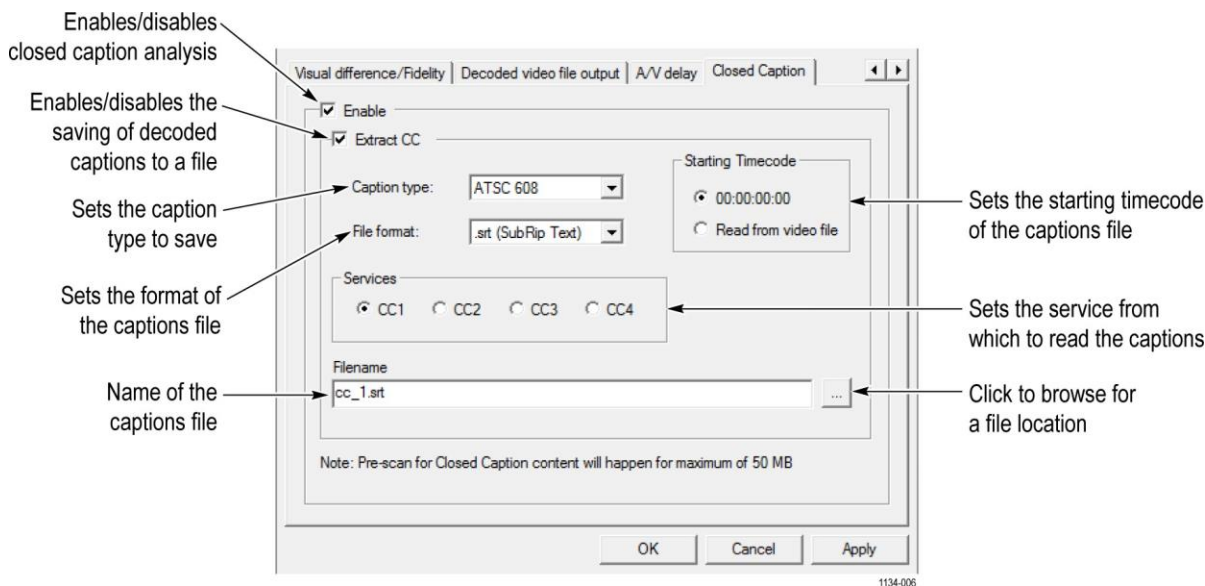 Enables/disables
closed caption analysis
Visual difference/Fidelity
Decoded video file output
A/V delay
Closed Caption
Enables/disables the
saving of decoded
captions to a file
Enable
Extract CC
Sets the caption
type to save
Caption type:
ATSC 608
File format:
.srt (SubRip Text)
Starting Timecode
00:00:00:00
Read from video file
Sets the starting timecode
of the captions file
Sets the format of
the captions file
Services
CC1 CC2 CC3 CC4
Sets the service from
which to read the captions
Name of the
captions file
Filename
cc_1.srt
...
Click to browse for
a file location
Note: Pre-scan for Closed Caption content will happen for maximum of 50 MB
OK
Cancel
Apply
1134-006